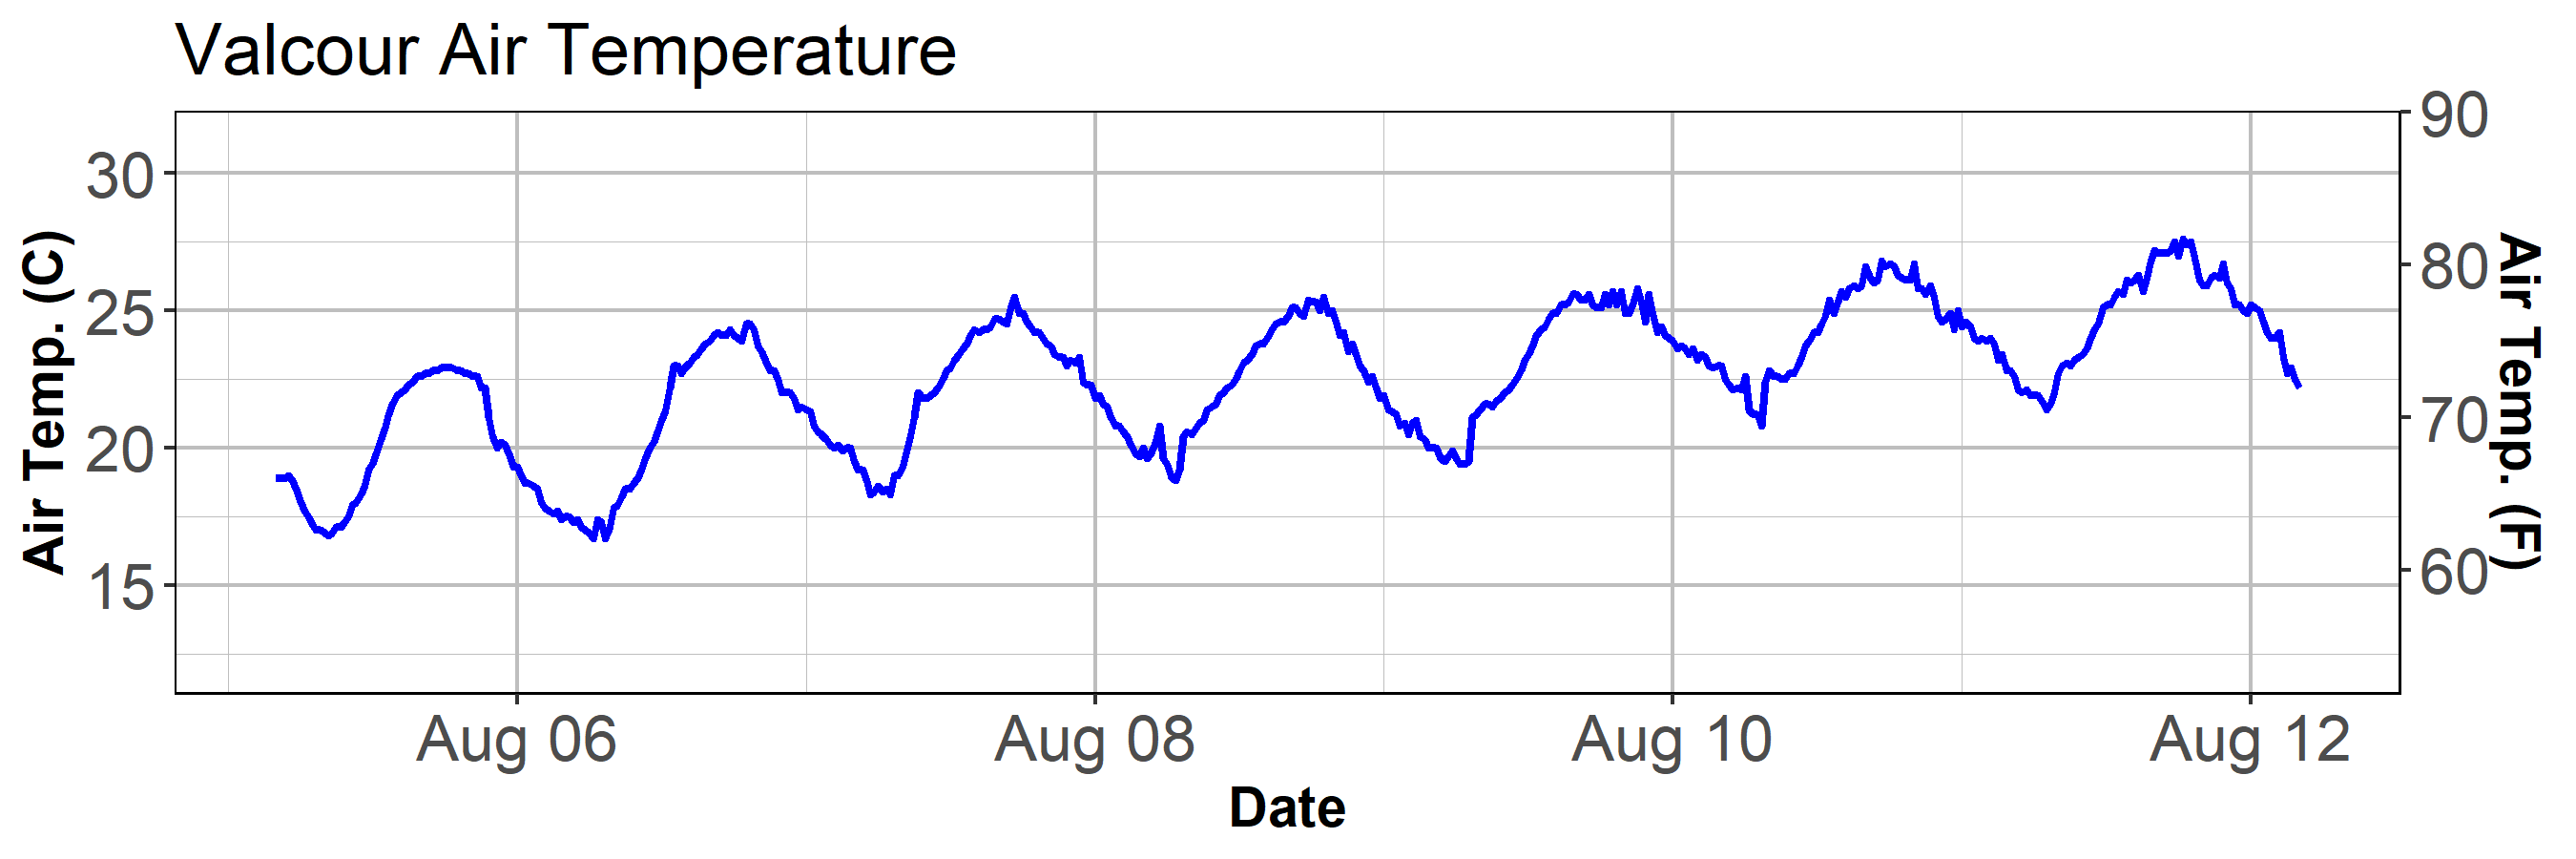 Valcour Air Temperature
Air Temp. (C)
30
25
20
15
90
80
70
60
Air Temp. (F)
Aug 06
Aug 08
Aug 10
Aug 12
Date